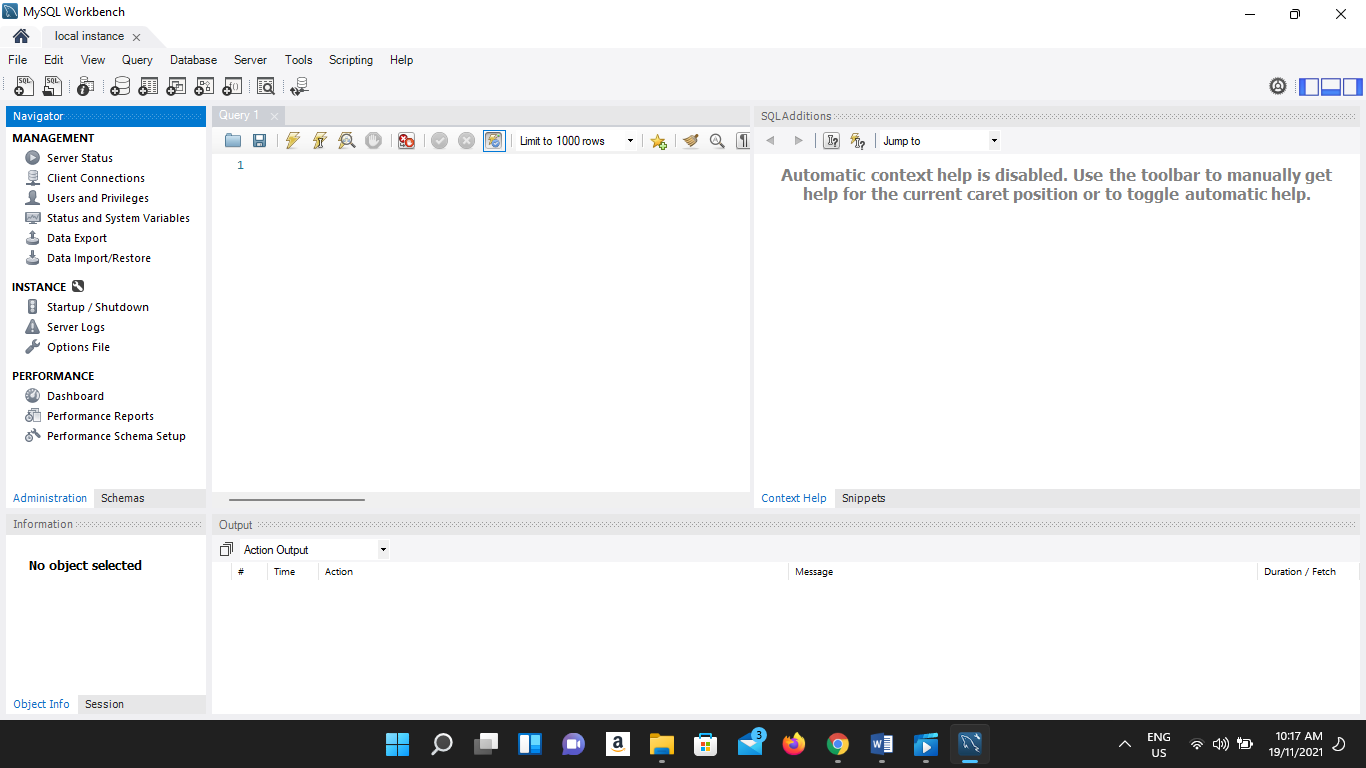 MySQL Workbench
local instance
File Edit View Query Database Server Tools Scripting Help
Navigator
MANAGEMENT
Server Status
Client Connections
Users and Privileges
Status and System Variables
Data Export
Data Import/Restore
INSTANCE
Startup / Shutdown
Server Logs
Options File
PERFORMANCE
Dashboard
Performance Reports
Performance Schema Setup
Administration Schemas
Query 1
Limit to 1000 rows
1
SQLAdditions
Jump to
Automatic context help is disabled. Use the toolbar to manually get
help for the current caret position or to toggle automatic help.
Context Help Snippets
Information
No object selected
Object Info Session
Output
Action Output
# Time Action Message Duration / Fetch
3
ENG
US
10:17 AM
19/11/2021